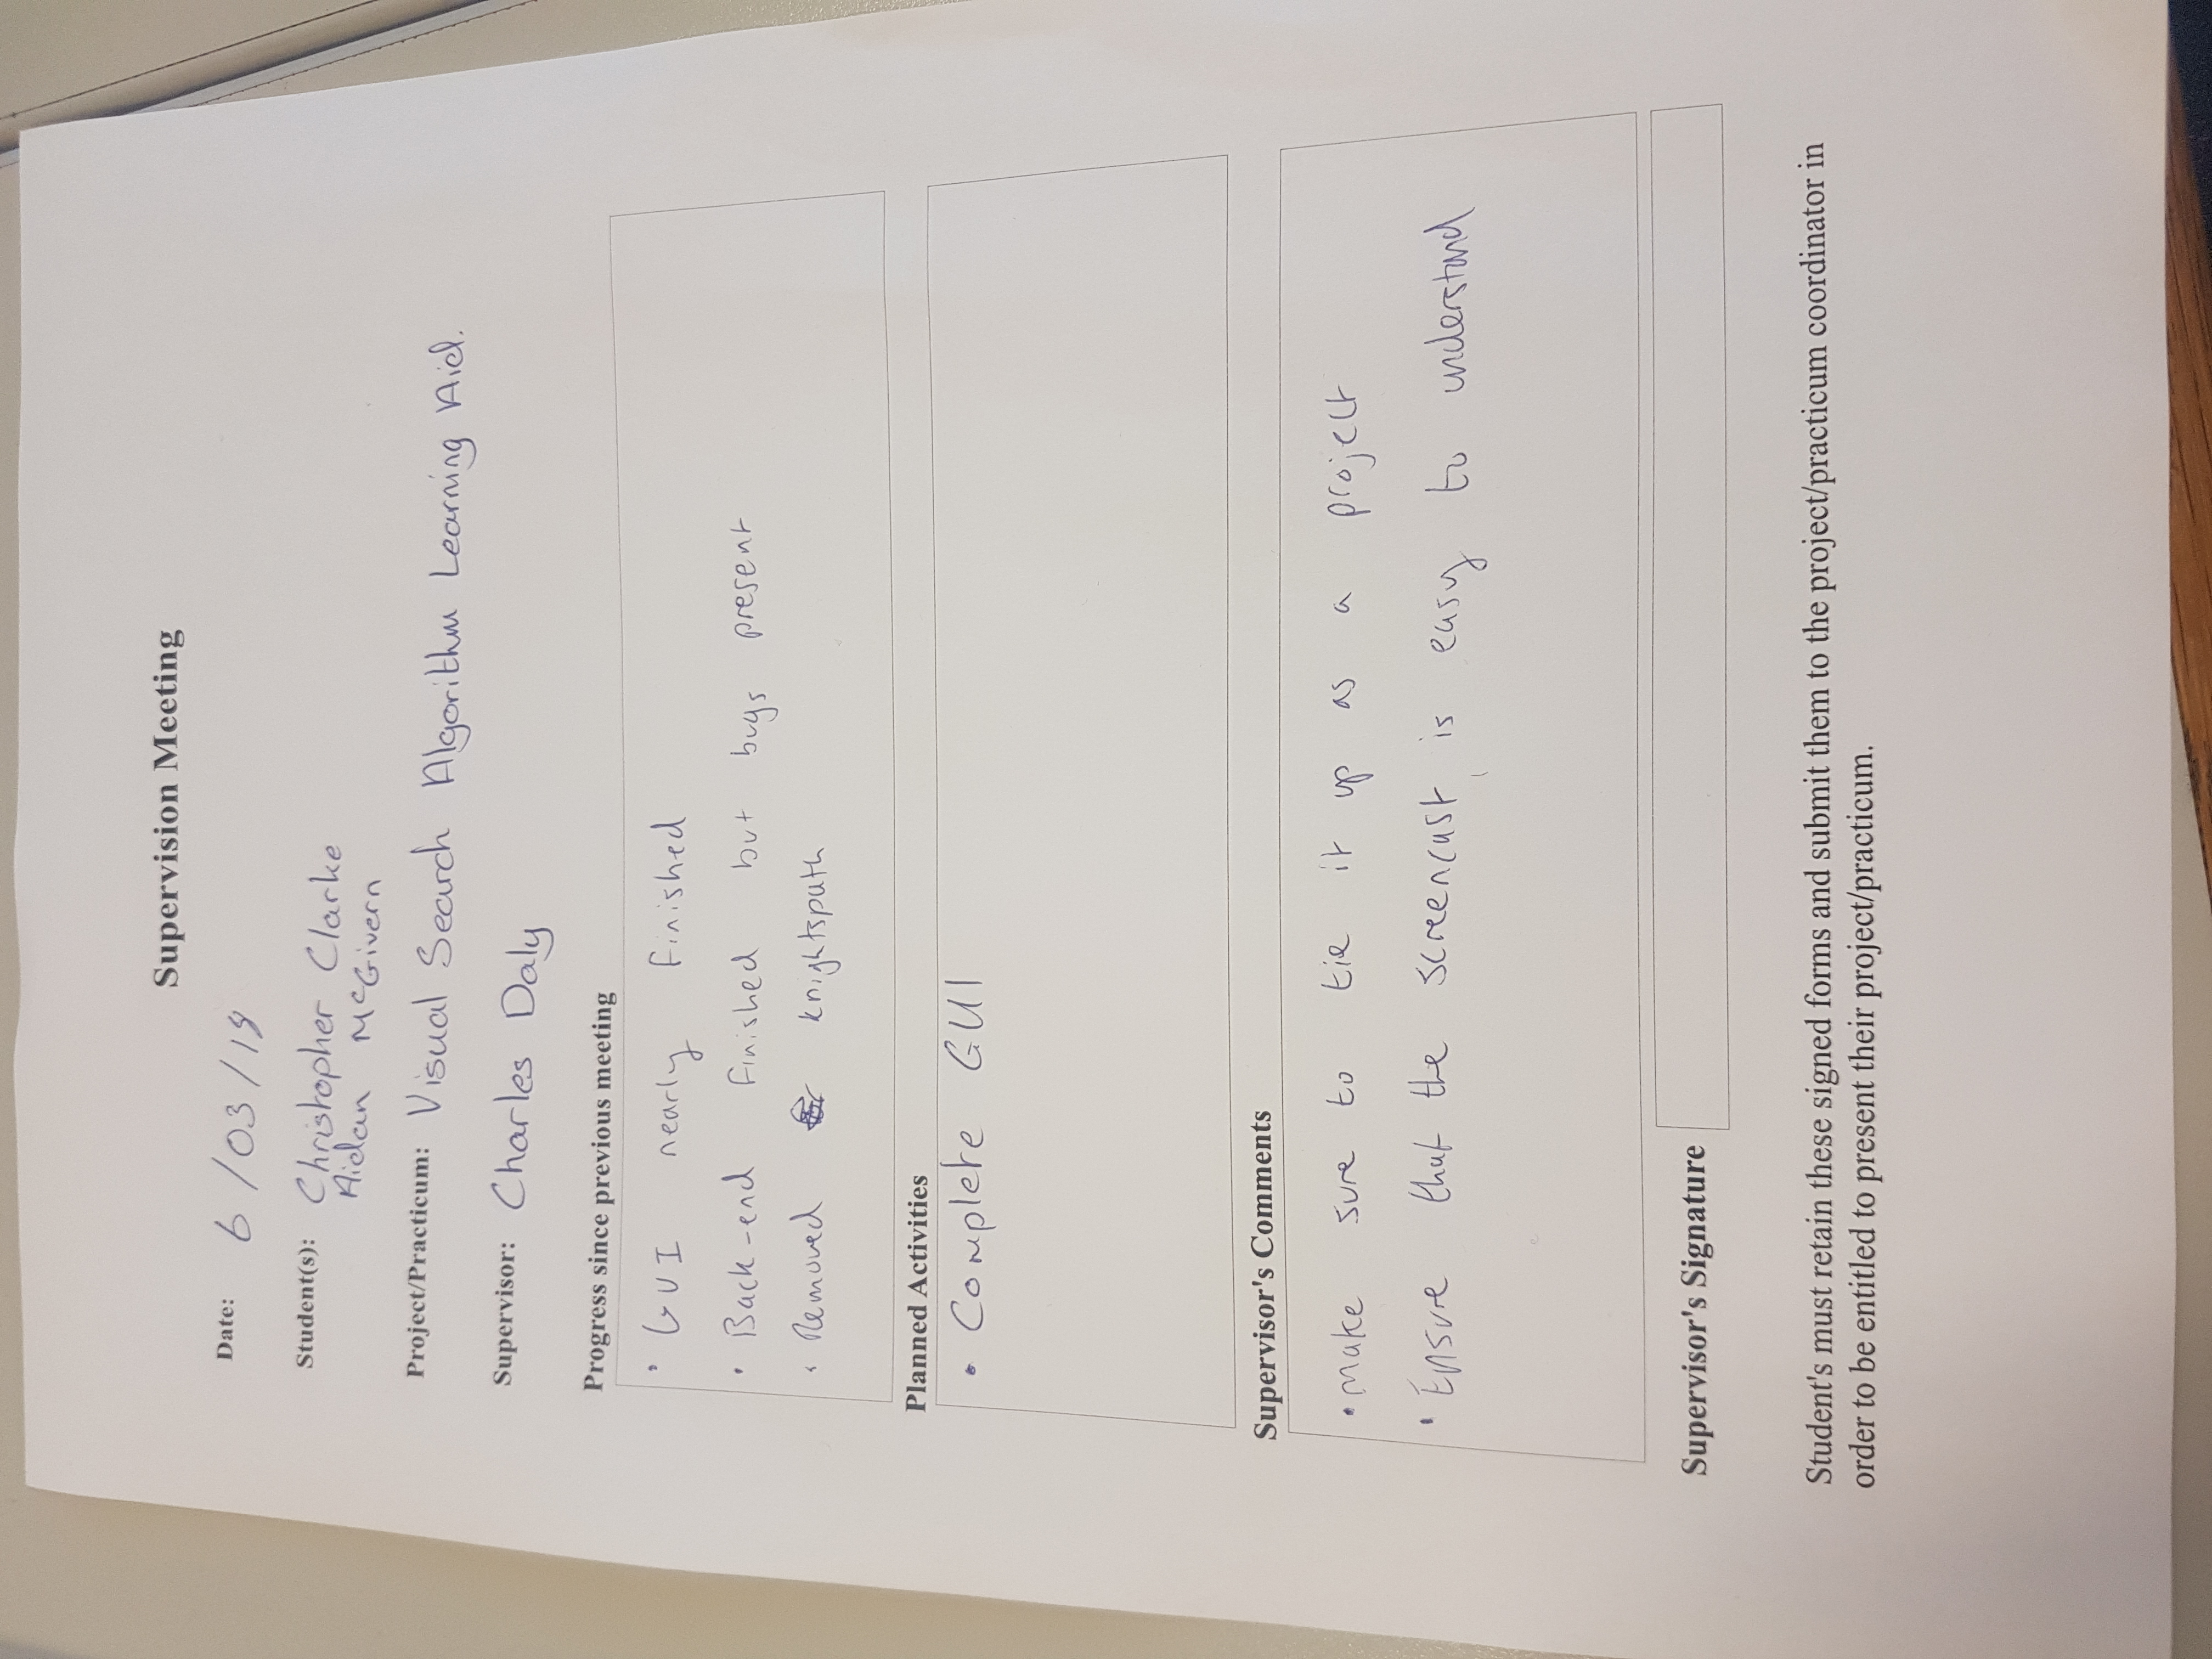 Supervision Meeting
Date: 6/03/18
Student(s): Christopher Clarke
Aidan McGivern
Project/Practicum: Visual Search Algorithm Learning Aid.
Supervisor: Charles Daly
Progress since previous meeting
• GUI nearly finished
• Back-end finished but bugs present
• Removed knightspath
Planned Activities
• Complete GUI
Supervisor's Comments
• make sure to tie it up as a project
• Ensure that the screencast is easy to understand
Supervisor's Signature
Student's must retain these signed forms and submit them to the project/practicum coordinator in
order to be entitled to present their project/practicum.